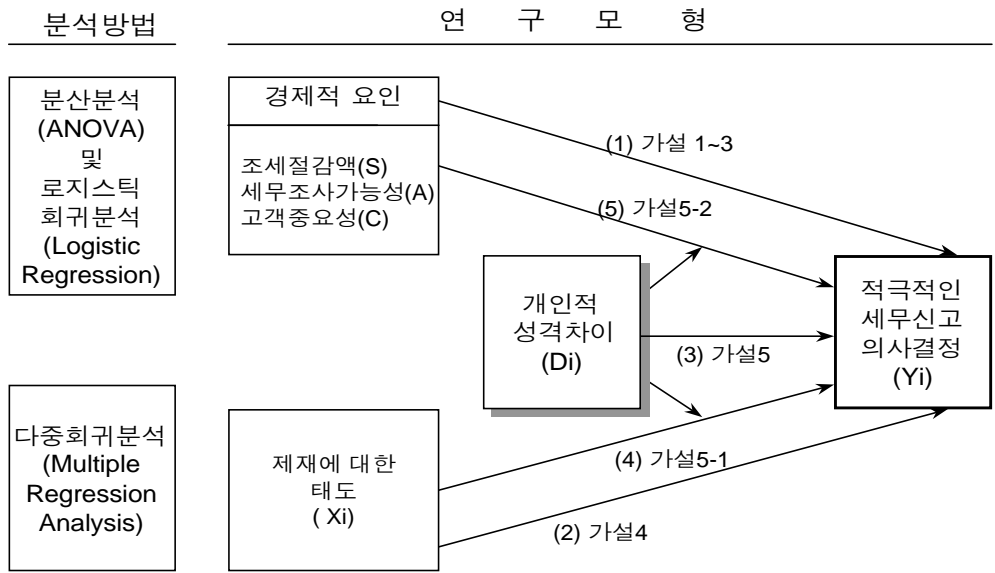 분석방법
연 구 모 형
분산분석
(ANOVA)
및
로지스틱
회귀분석
(Logistic
Regression)
경제적 요인
조세절감액(S)
세무조사가능성(A)
고객중요성(C)
(1) 가설 1~3
(5) 가설5-2
개인적
성격차이
(Di)
(3) 가설5
적극적인
세무신고
의사결정
(Yi)
다중회귀분석
(Multiple
Regression
Analysis)
제재에 대한
태도
( Xi)
(4) 가설5-1
(2) 가설4